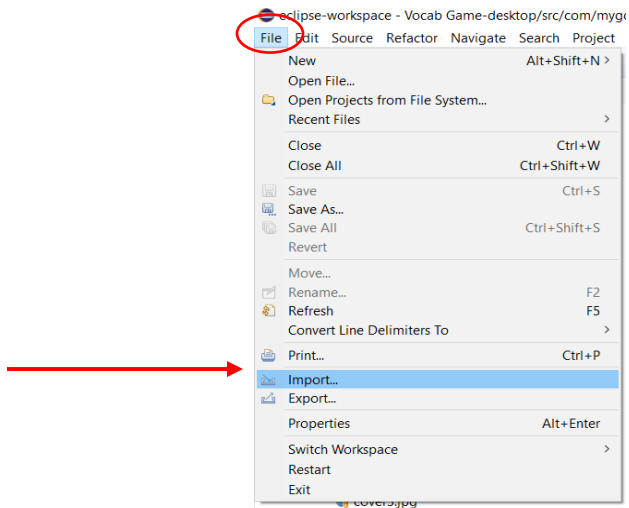 eclipse-workspace - Vocab Game-desktop/src/com/myg
File Edit Source Refactor Navigate Search Project
New Alt+Shift+N >
Open File...
Open Projects from File System...
Recent Files >
Close Ctrl+W
Close All Ctrl+Shift+W
Save Ctrl+S
Save As...
Save All Ctrl+Shift+S
Revert
Move...
Rename... F2
Refresh F5
Convert Line Delimiters To >
Print... Ctrl+P
Import...
Export...
Properties Alt+Enter
Switch Workspace >
Restart
Exit